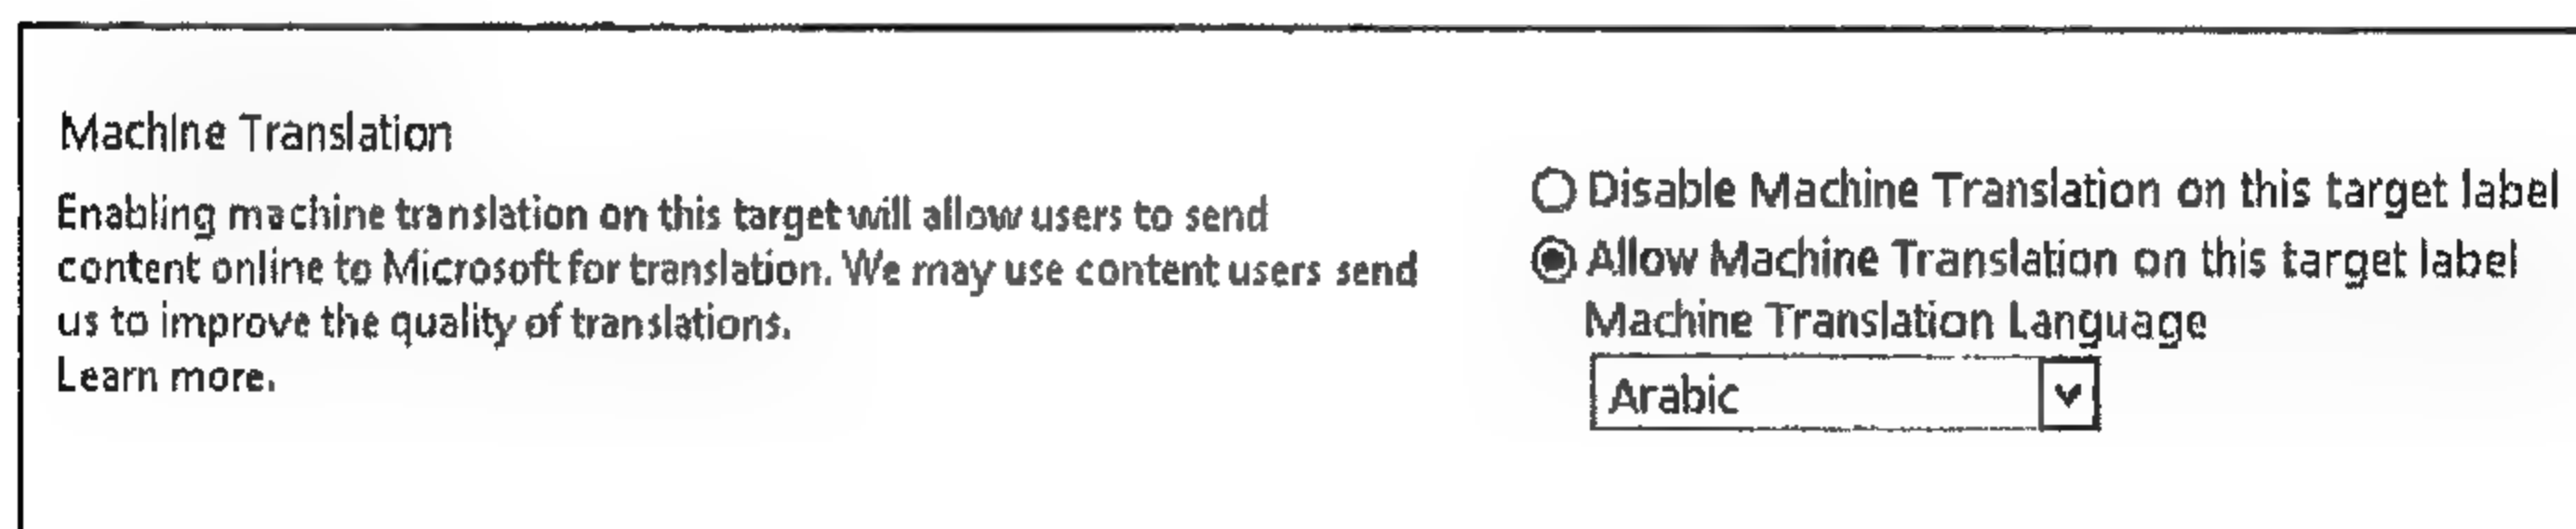 Machine Translation
Enabling machine translation on this target will allow users to send
content online to Microsoft for translation. We may use content users send
us to improve the quality of translations.
Learn more.
Disable Machine Translation on this target label
Allow Machine Translation on this target label
Machine Translation Language
Arabic